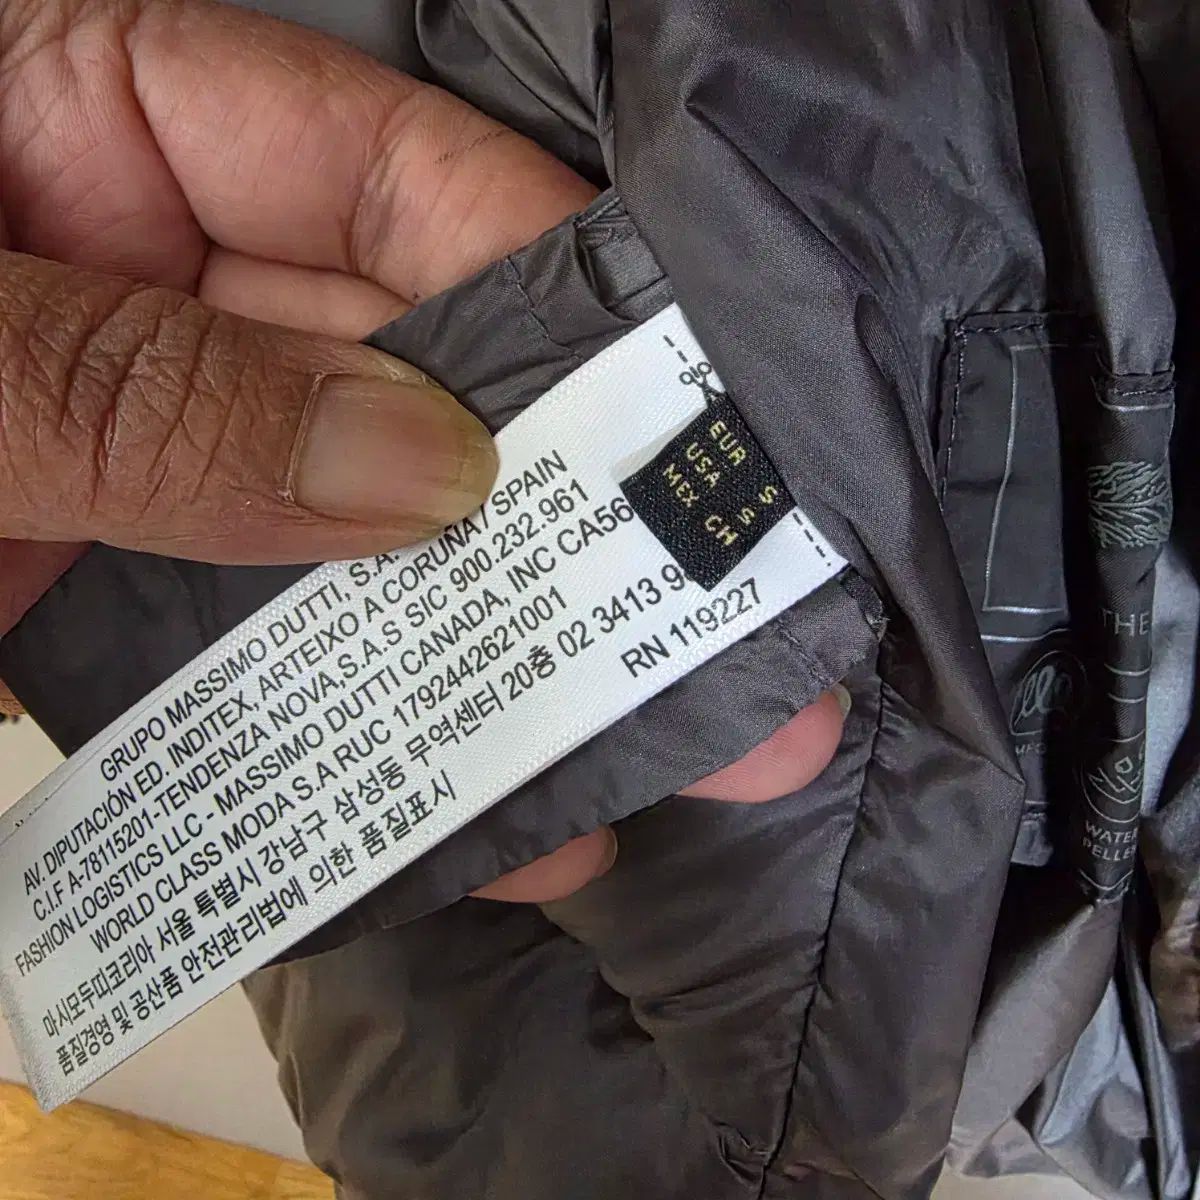 GRUPO MASSIMO DUTTI, S.A.
AV. DIPUTACIÓN ED. INDITEX, ARTEIXO A CORUÑA / SPAIN
C.I.F A-78115201-TENDENZA NOVA,S.A.S SIC 900.232.961
FASHION LOGISTICS LLC - MASSIMO DUTTI CANADA, INC CA56
WORLD CLASS MODA S.A RUC 1792442621001
마시모두띠코리아 서울 특별시 강남구 삼성동 무역센터 20층 02 3413 9
품질경영 및 공산품 안전관리법에 의한 품질표시
RN 119227
EUR S
USA S
MEX CH
THE
WATER
PELLE